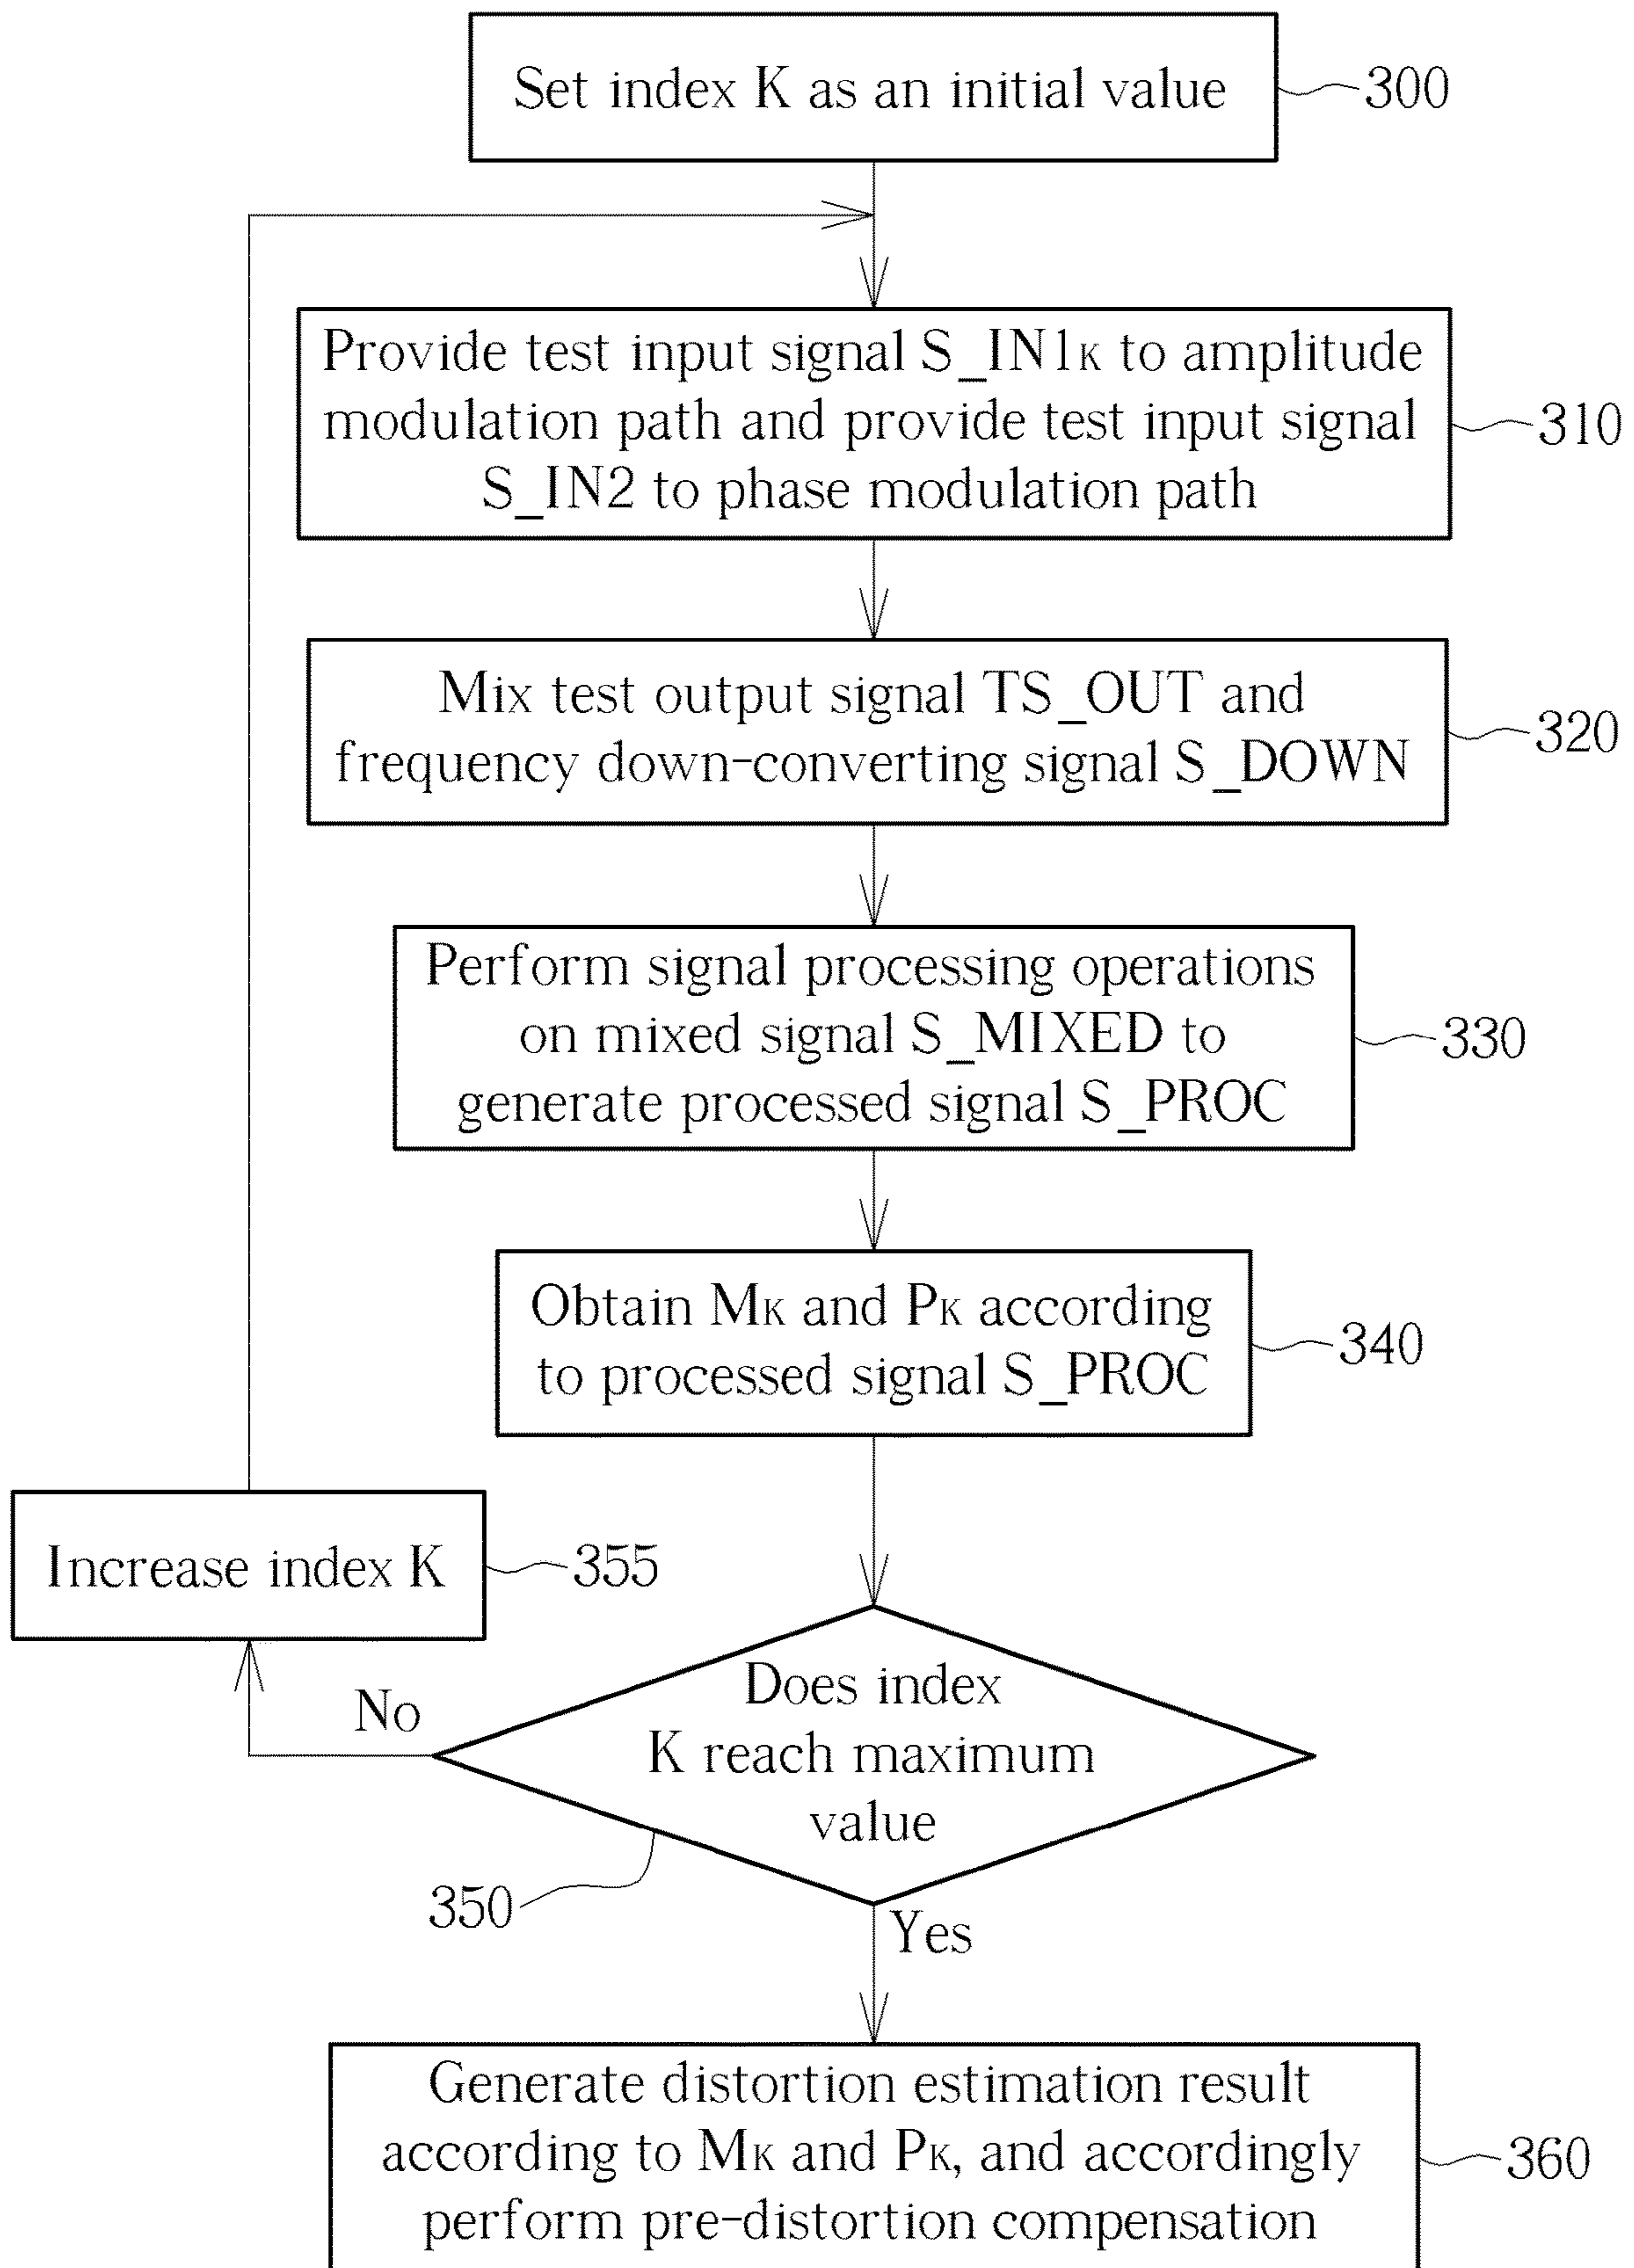 Set index K as an initial value
300
Provide test input signal S_IN1K to amplitude
modulation path and provide test input signal
S_IN2 to phase modulation path
310
Mix test output signal TS_OUT and
frequency down-converting signal S_DOWN
320
Perform signal processing operations
on mixed signal S_MIXED to
generate processed signal S_PROC
330
Obtain MK and PK according
to processed signal S_PROC
340
Increase index K
355
Does index
K reach maximum
value
No
350
Yes
Generate distortion estimation result
according to MK and PK, and accordingly
perform pre-distortion compensation
360